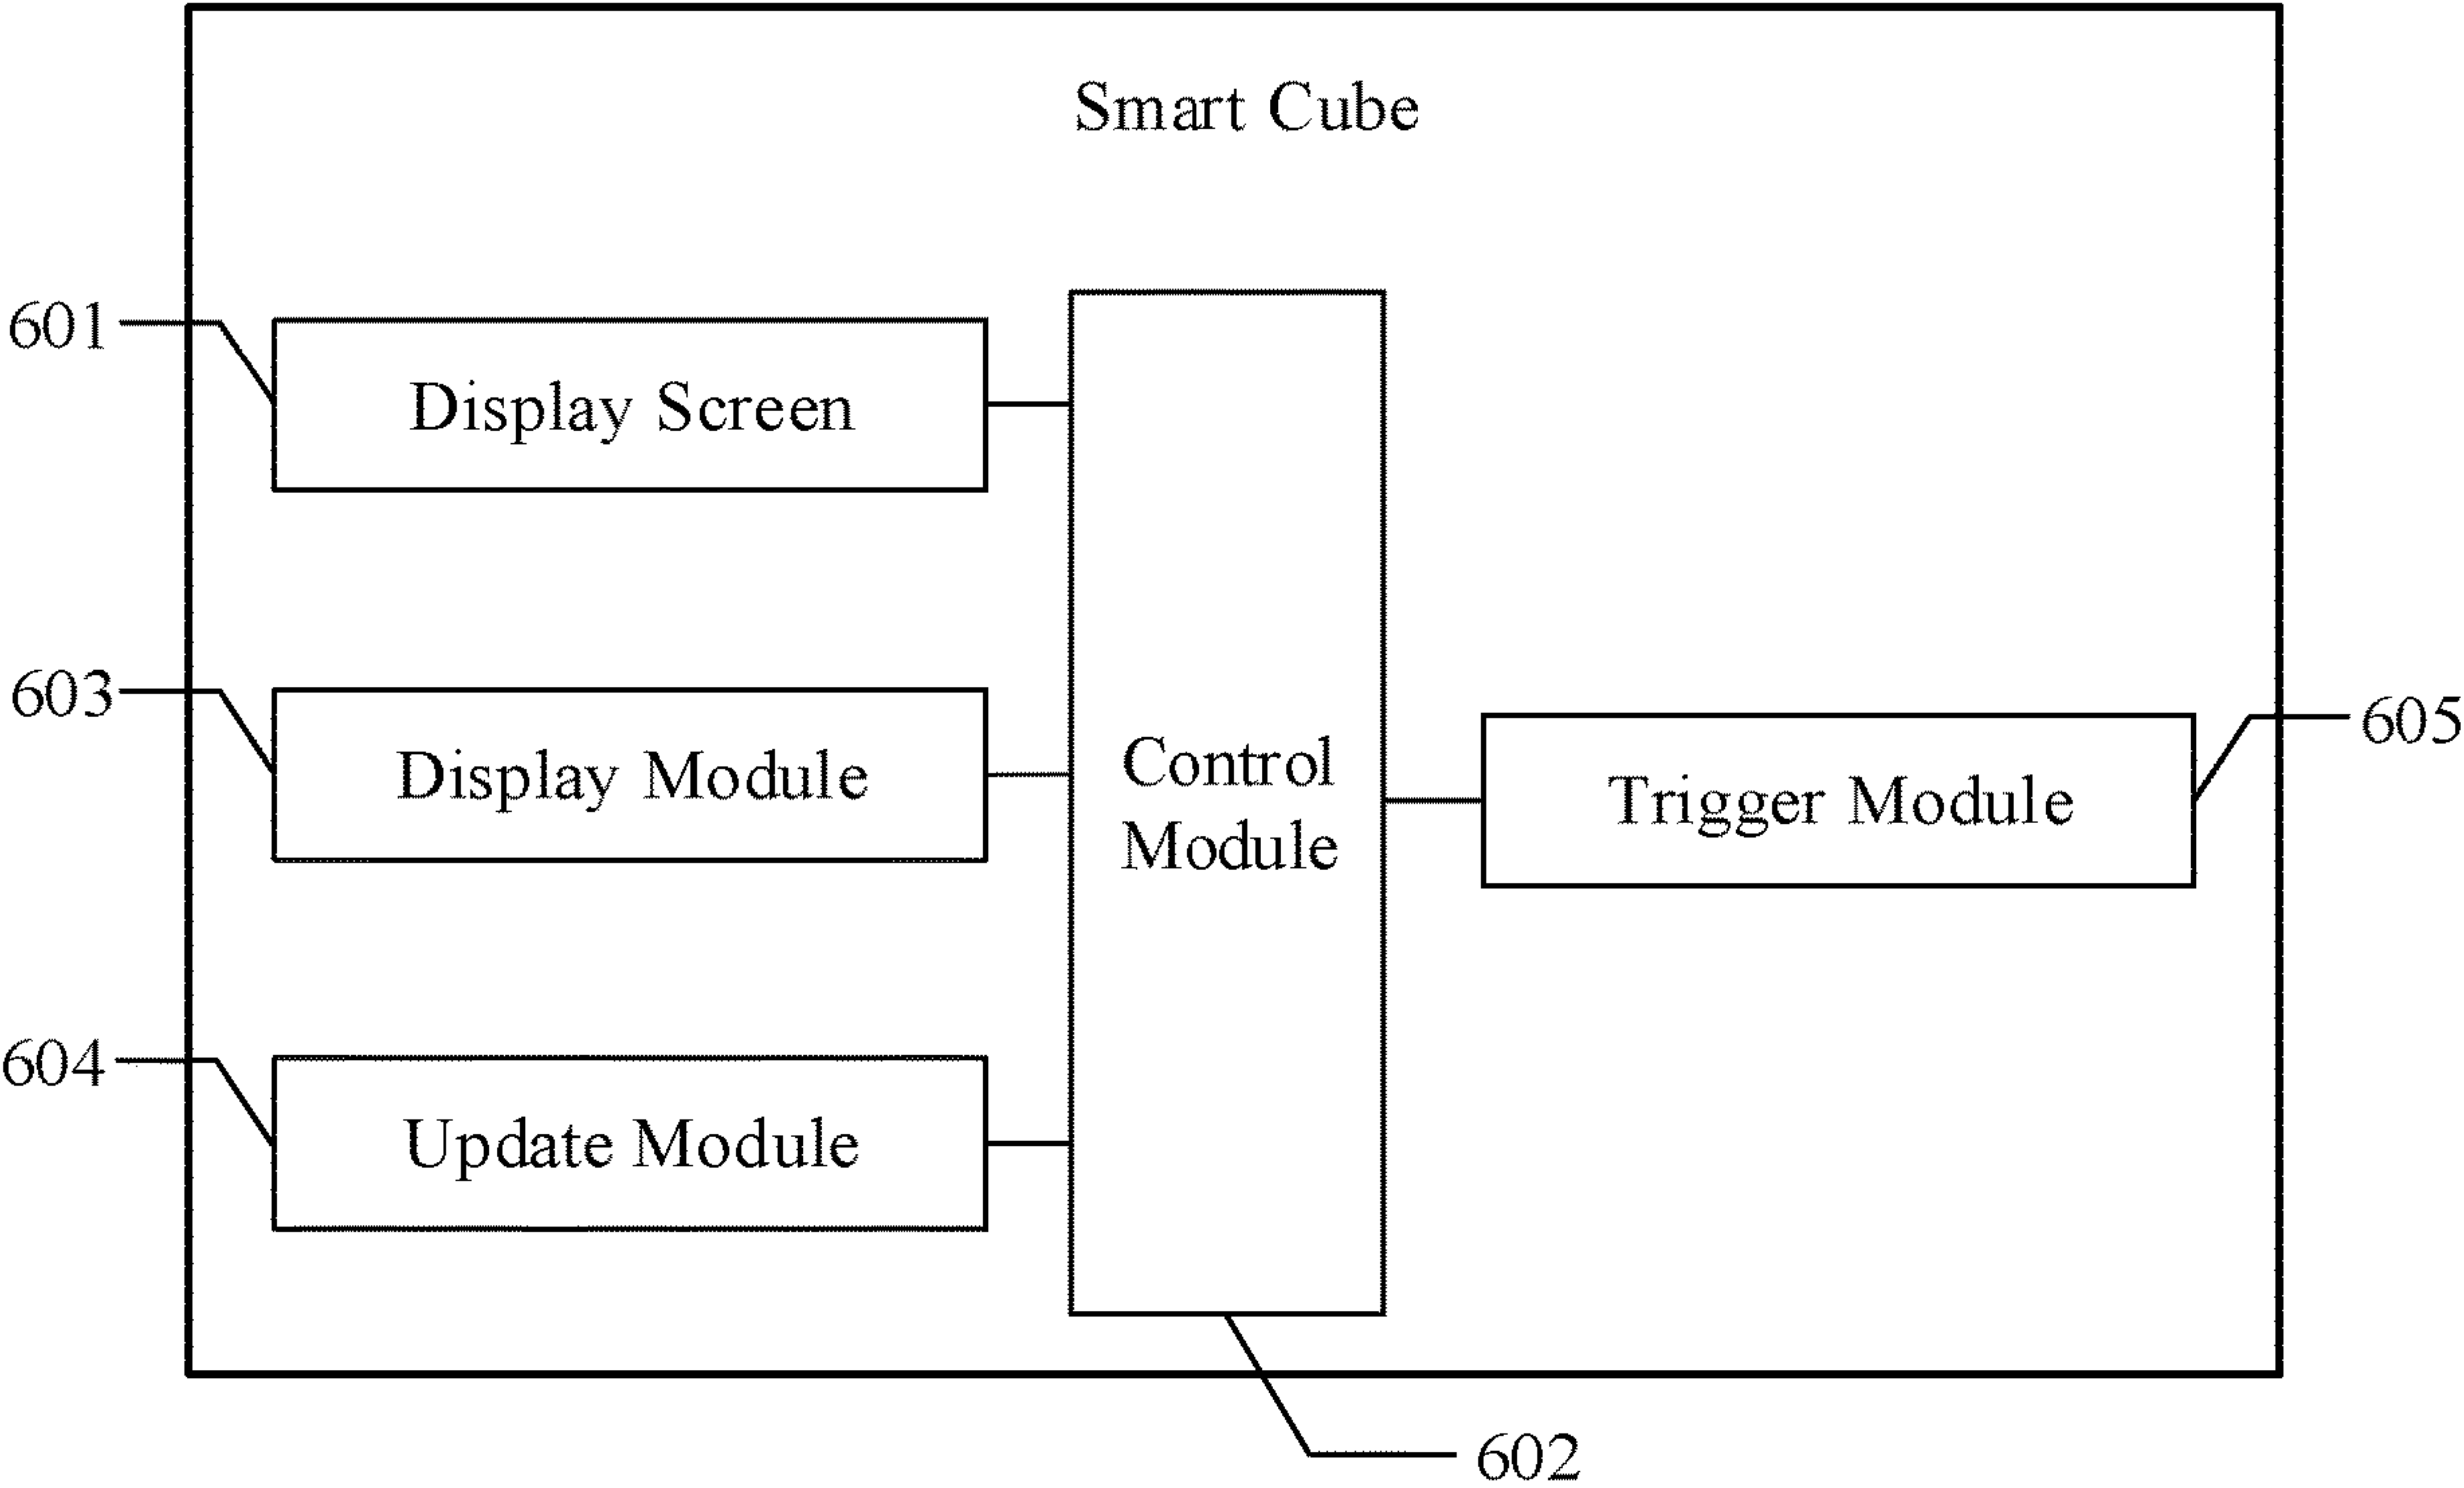 Smart Cube
601
Display Screen
603
Display Module
Control
Module
Trigger Module
605
604
Update Module
602